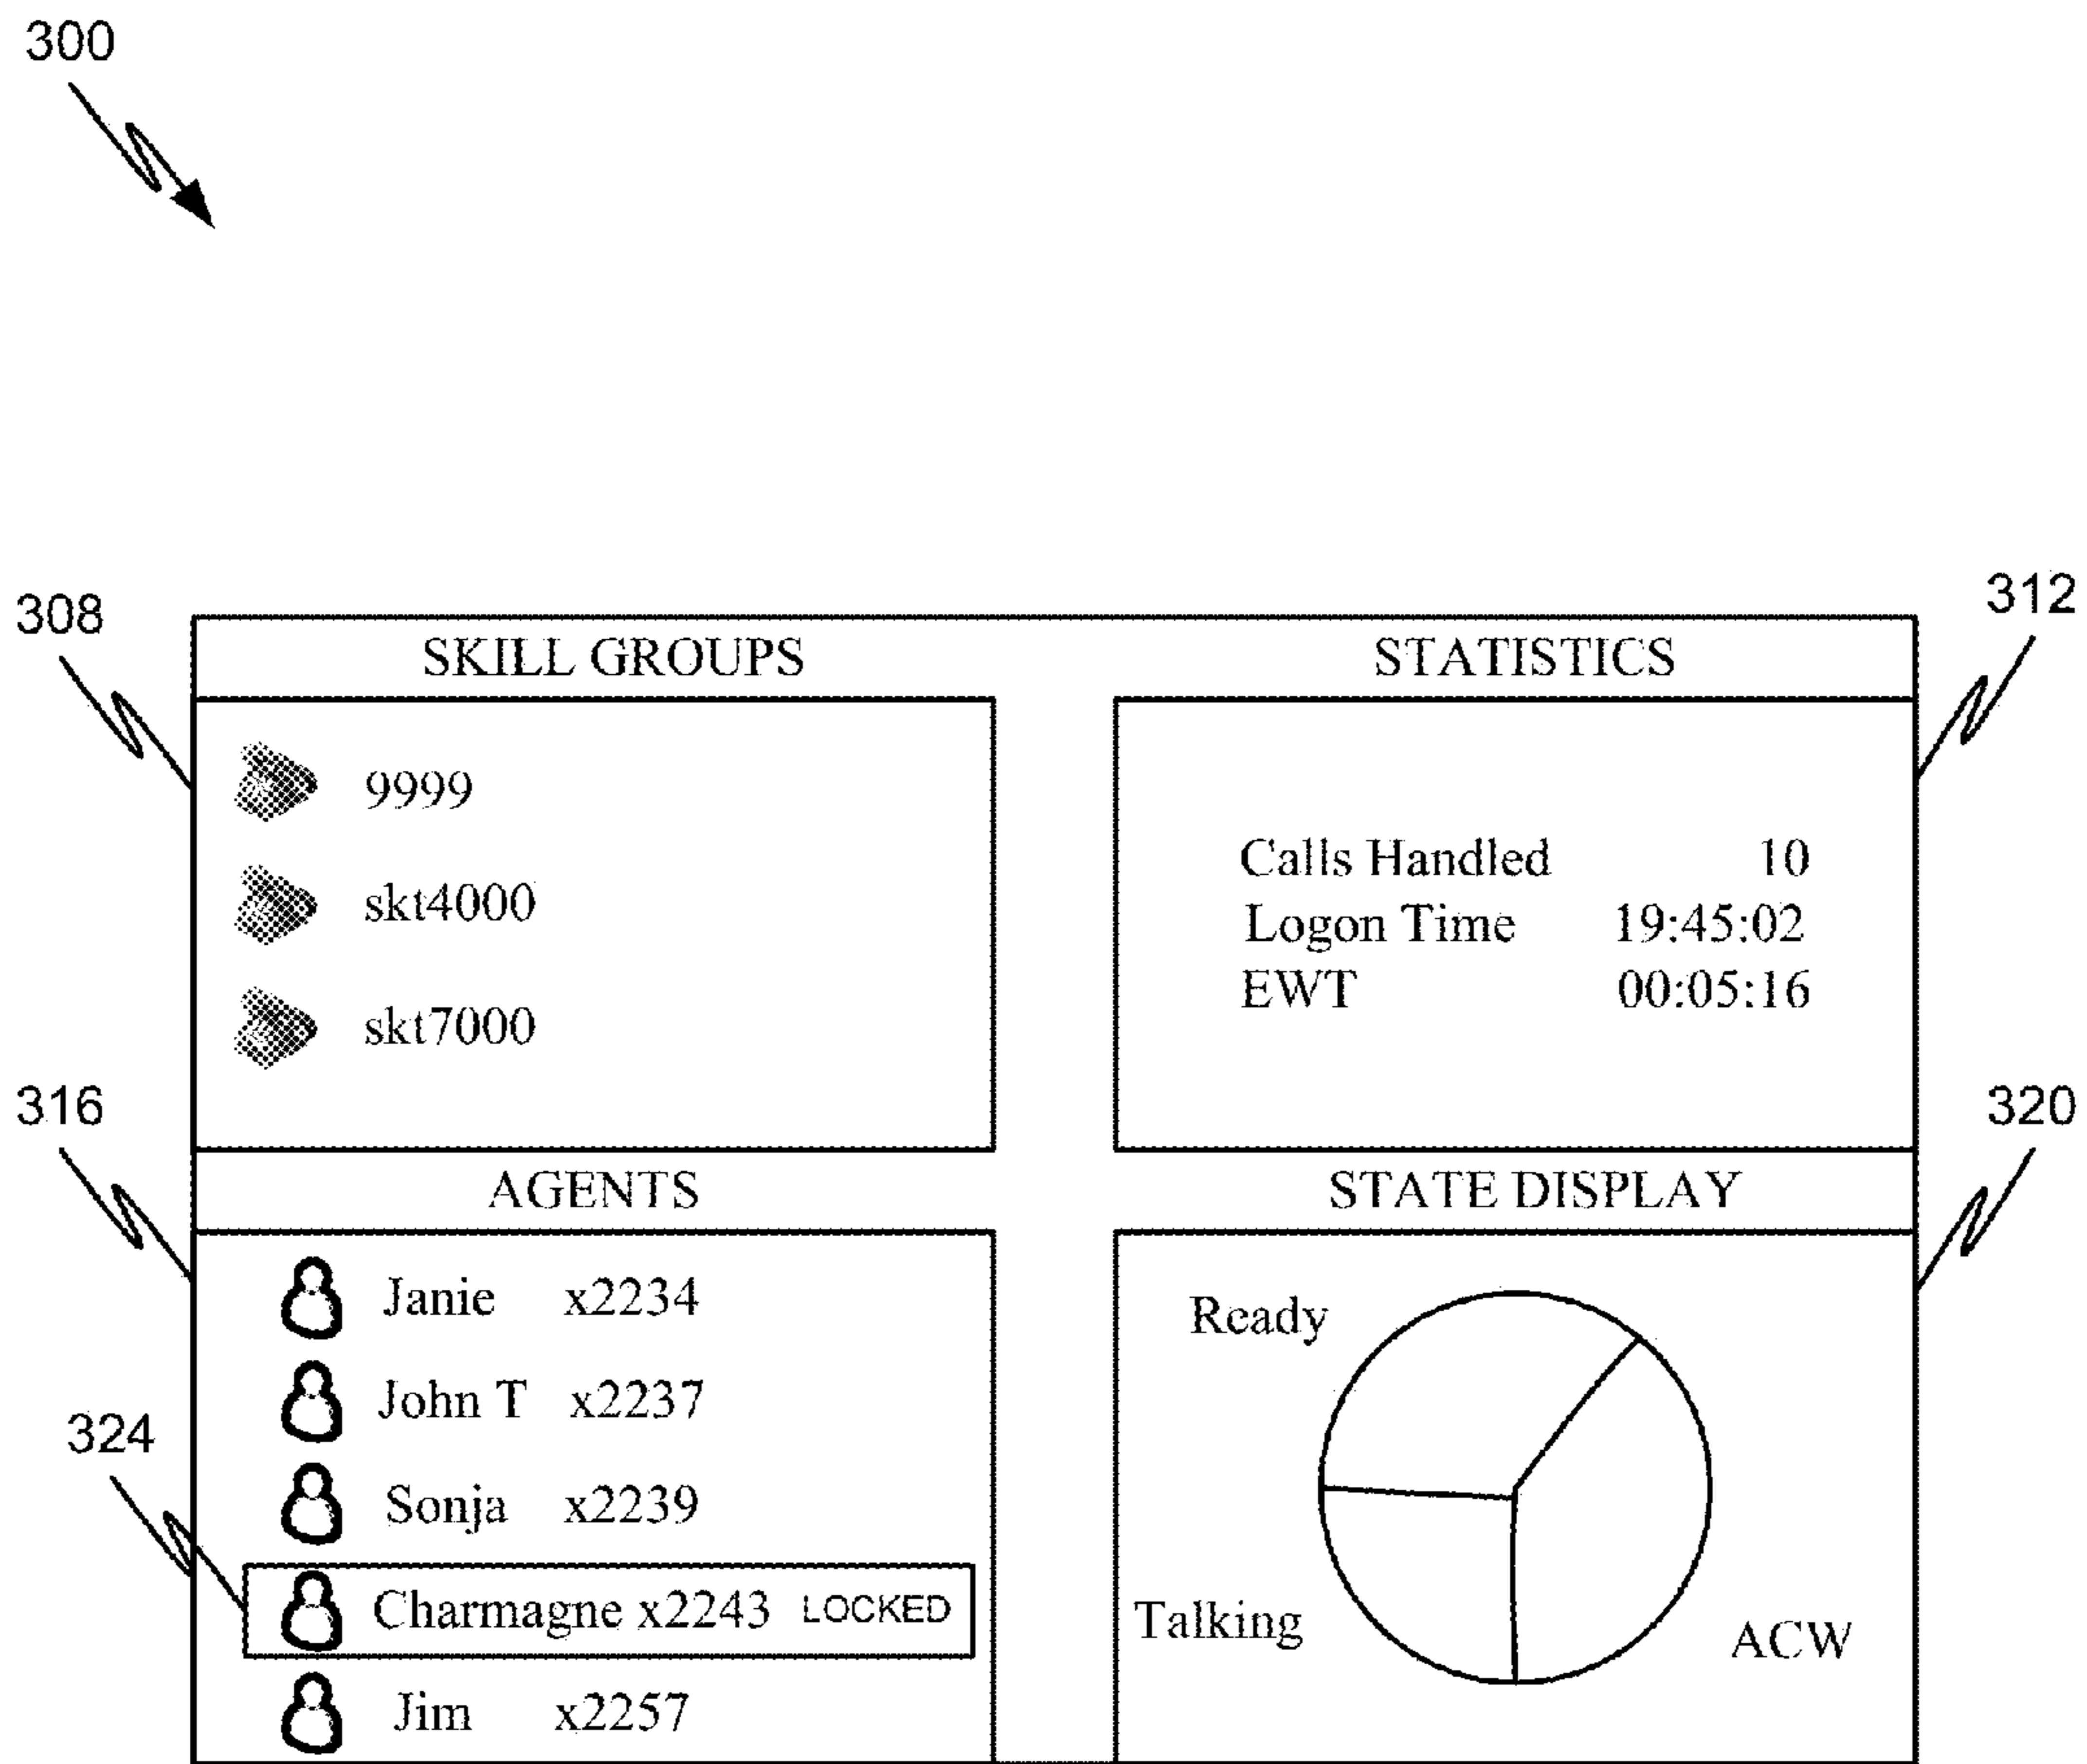 300
308
312
SKILL GROUPS
STATISTICS
9999
skt4000
skt7000
Calls Handled 10
Logon Time 19:45:02
EWT 00:05:16
316
320
AGENTS
STATE DISPLAY
Janie x2234
John T x2237
324
Sonja x2239
Charmagne x2243 LOCKED
Jim x2257
Ready
Talking
ACW